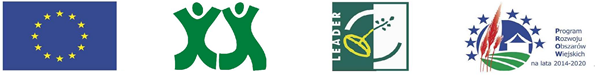 LEADER
Program
Rozwoju
Obszarów
Wiejskich
na lata 2014-2020